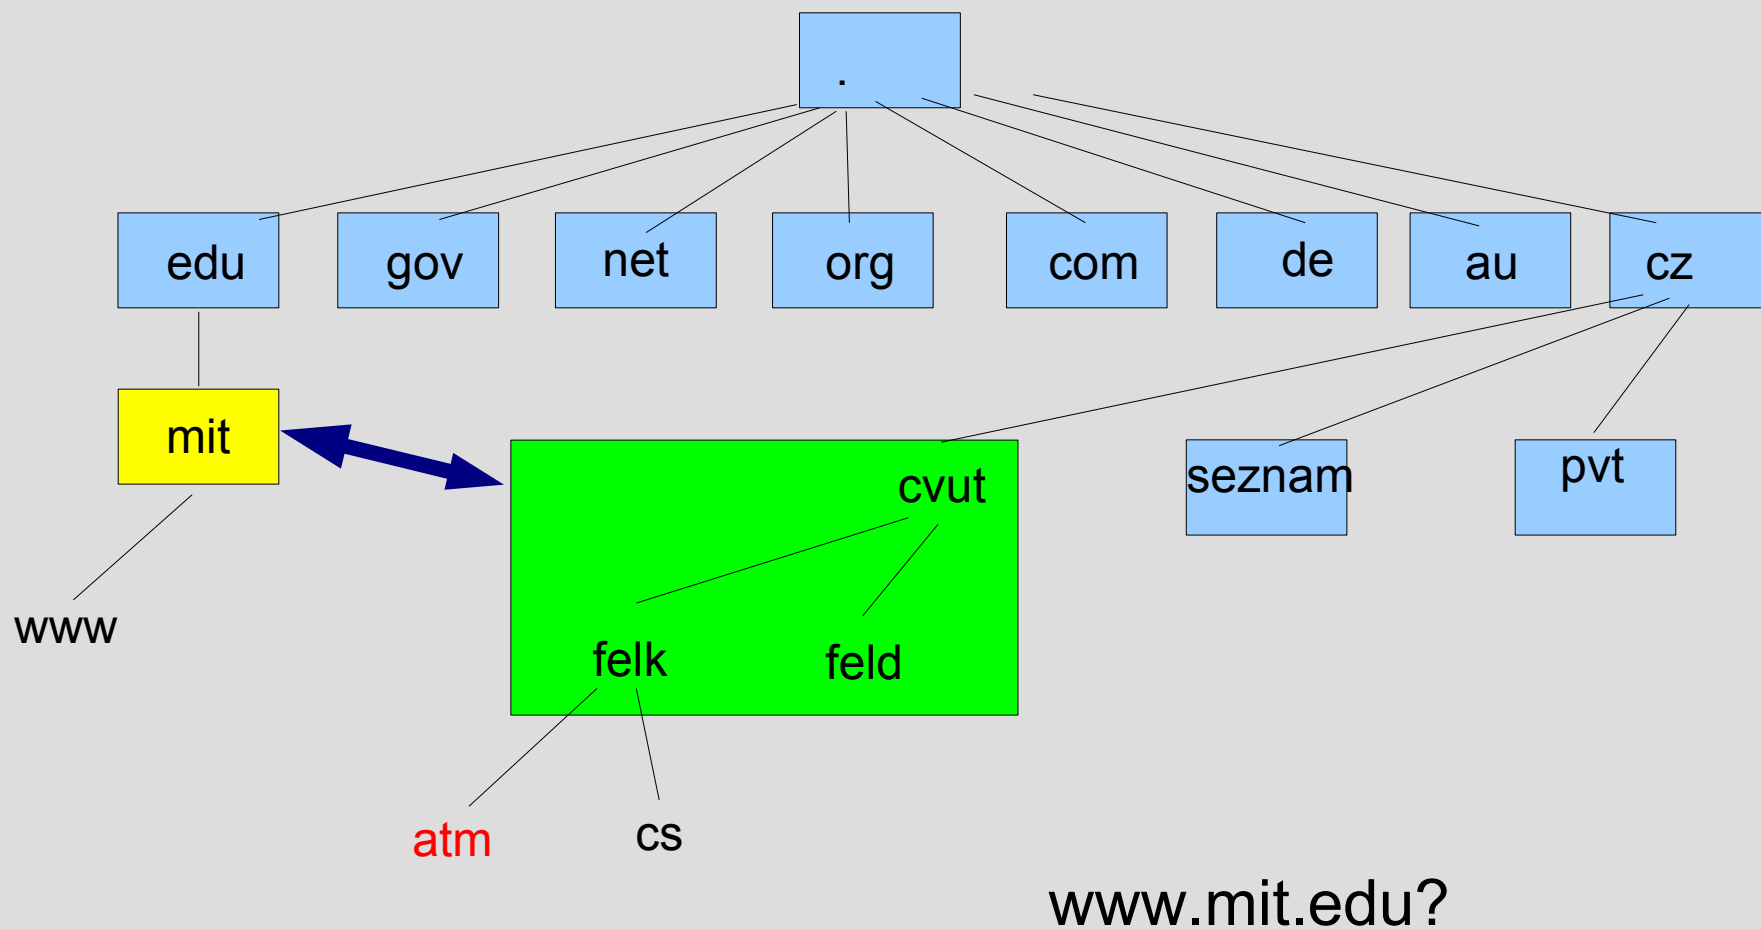 .
edu gov net org com de au cz
mit
cvut seznam pvt
www felk feld
atm cs
www.mit.edu?